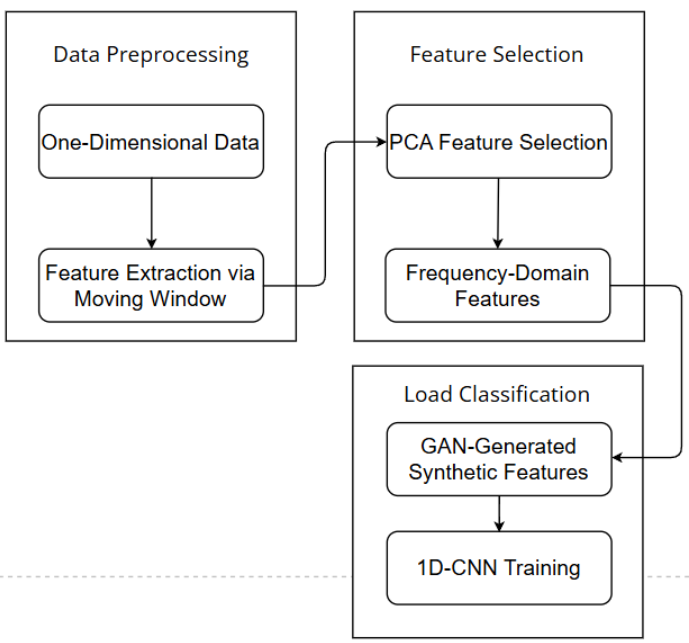 Data Preprocessing
One-Dimensional Data
Feature Extraction via
Moving Window
Feature Selection
PCA Feature Selection
Frequency-Domain
Features
Load Classification
GAN-Generated
Synthetic Features
1D-CNN Training